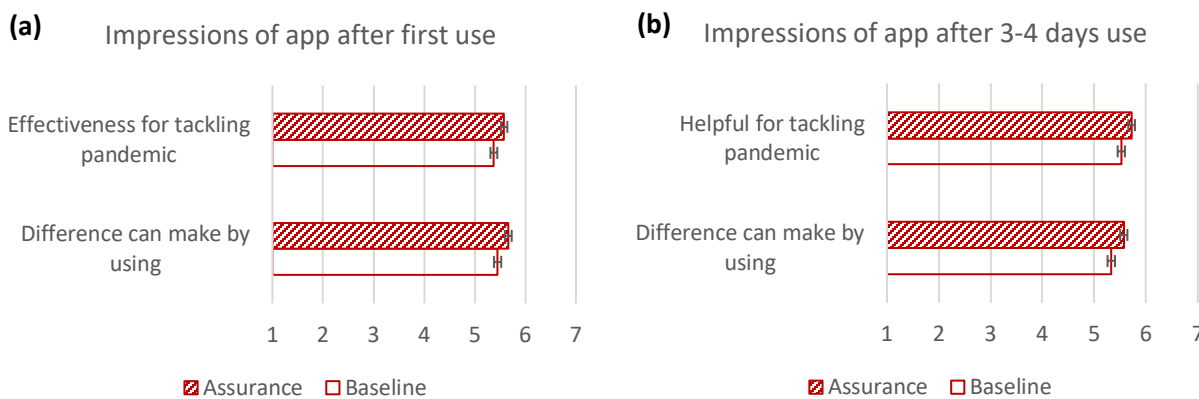 (a)
Impressions of app after first use
Effectiveness for tackling
pandemic
Difference can make by
using
1 2 3 4 5 6 7
Assurance Baseline
(b)
Impressions of app after 3-4 days use
Helpful for tackling
pandemic
Difference can make by
using
1 2 3 4 5 6 7
Assurance Baseline